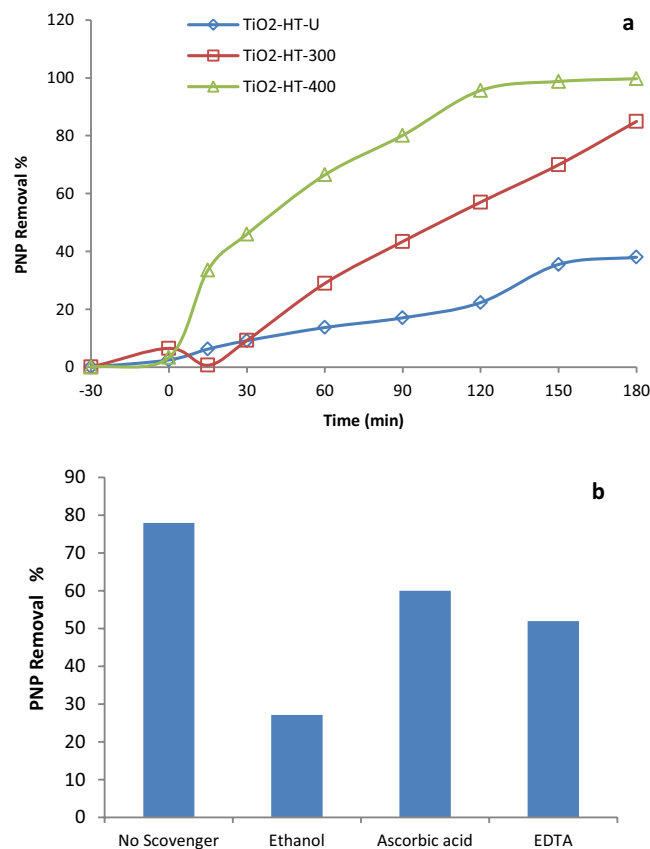 a
TiO2-HT-U
TiO2-HT-300
TiO2-HT-400
PNP Removal %
120
100
80
60
40
20
0
-30 0 30 60 90 120 150 180
Time (min)
b
PNP Removal %
90
80
70
60
50
40
30
20
10
0
No Scovenger Ethanol Ascorbic acid EDTA